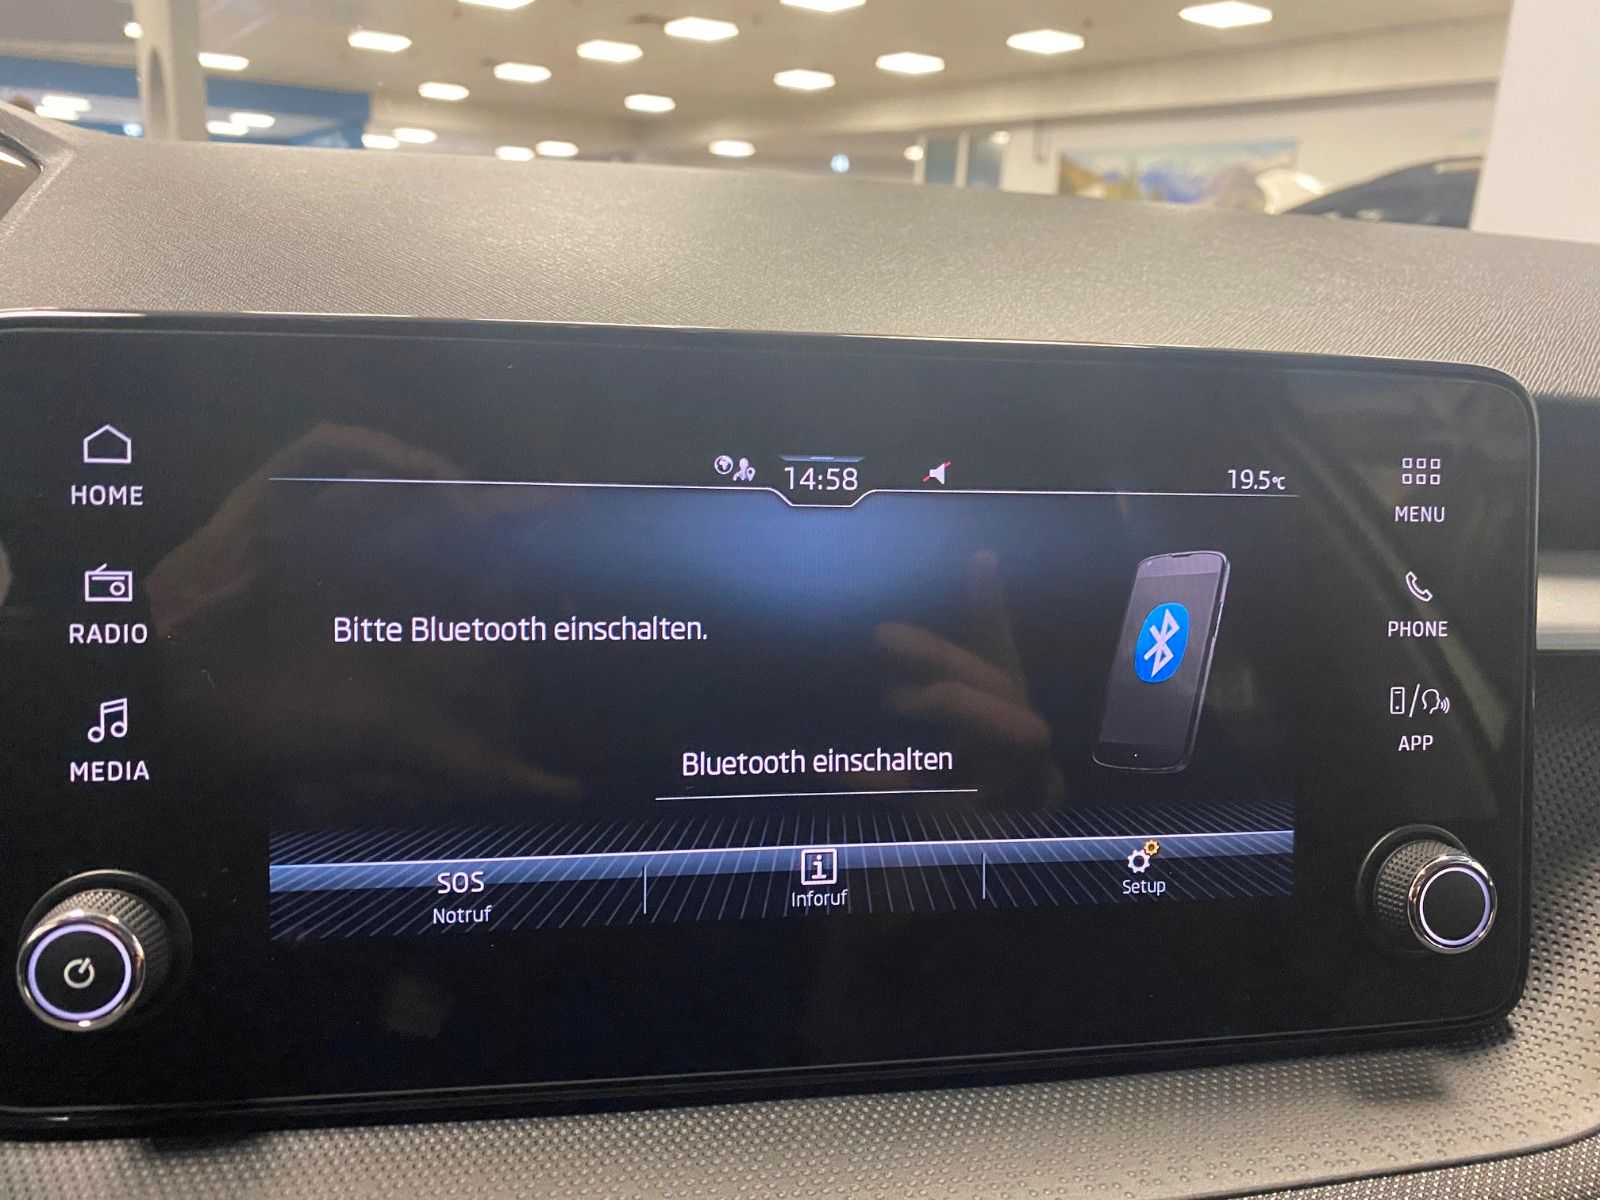 HOME
RADIO
MEDIA
14:58
19.5°C
Bitte Bluetooth einschalten.
Bluetooth einschalten
SOS
Notruf
i
Inforuf
Setup
MENU
PHONE
APP